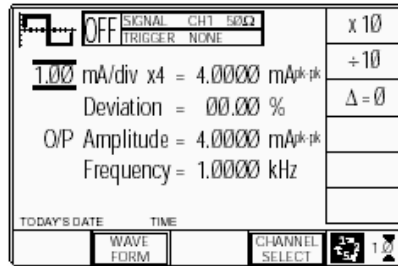 OFF SIGNAL CH1 50Ω
TRIGGER NONE
x 10
÷ 10
Δ = 0
1.00 mA/div x4 = 4.0000 mApk-pk
Deviation = 00.00 %
O/P Amplitude = 4.0000 mApk-pk
Frequency = 1.0000 kHz
TODAY'S DATE TIME
WAVE FORM
CHANNEL SELECT
10